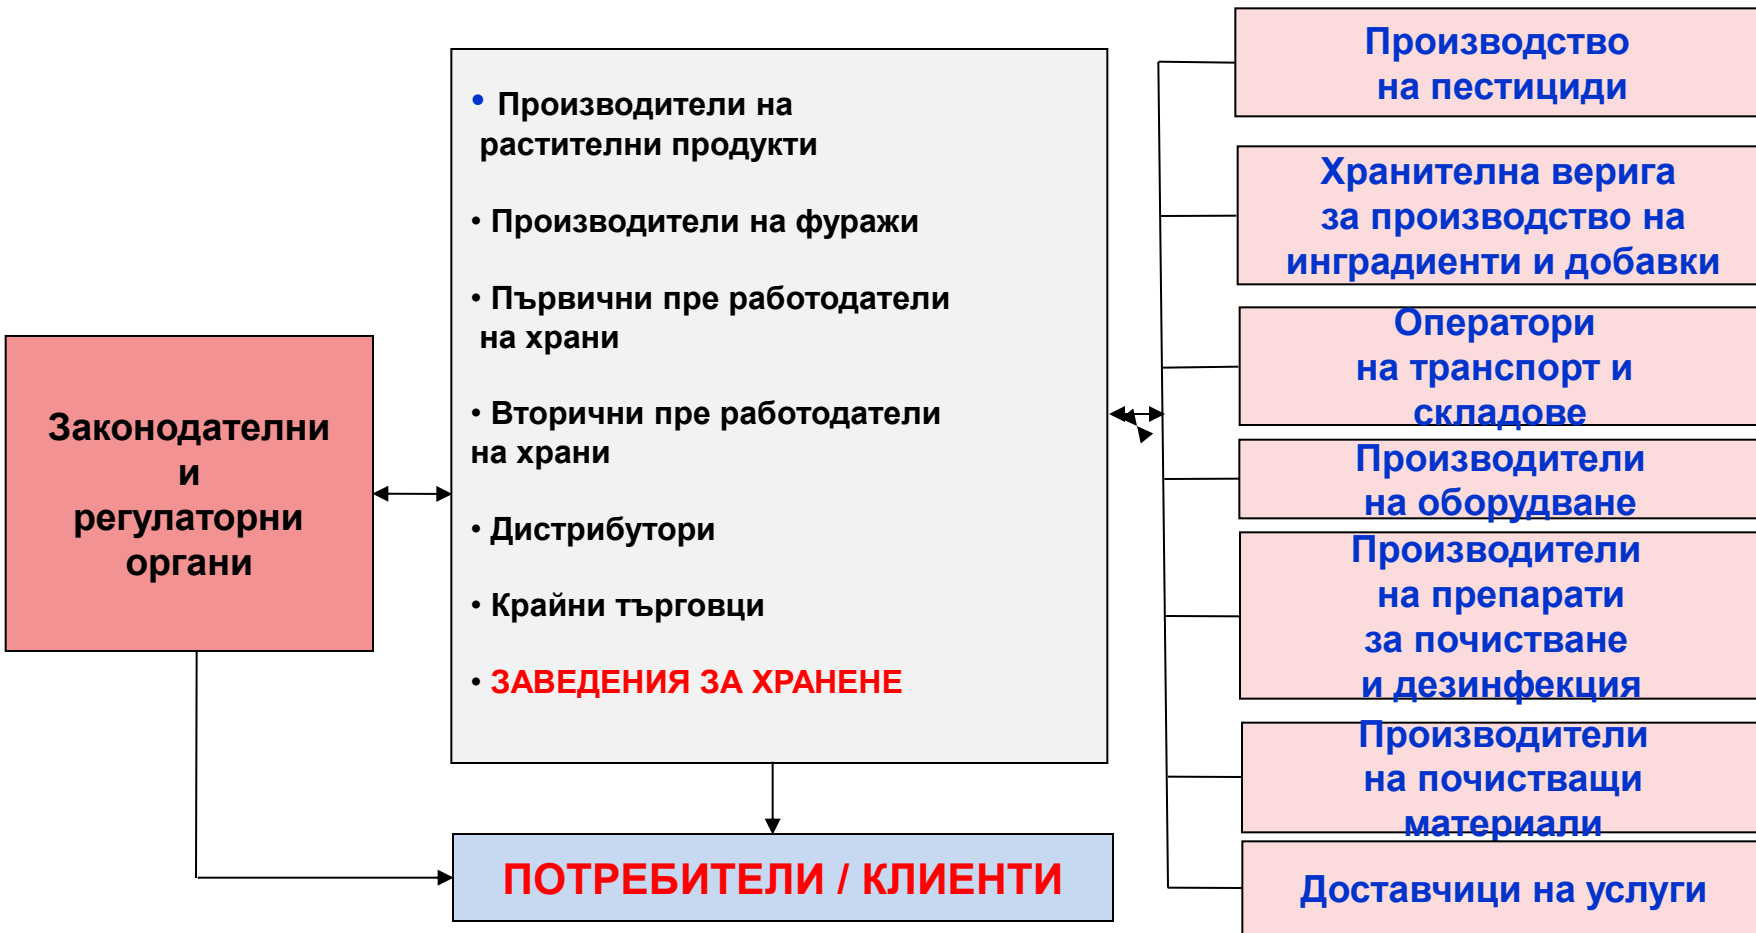 Законодателни
и
регулаторни
органи
• Производители на
растителни продукти
• Производители на фуражи
• Първични пре работодатели
на храни
• Вторични пре работодатели
на храни
• Дистрибутори
• Крайни търговци
• ЗАВЕДЕНИЯ ЗА ХРАНЕНЕ
ПОТРЕБИТЕЛИ / КЛИЕНТИ
Производство
на пестициди
Хранителна верига
за производство на
инградиенти и добавки
Оператори
на транспорт и
складове
Производители
на оборудване
Производители
на препарати
за почистване
и дезинфекция
Производители
на почистващи
материали
Доставчици на услуги